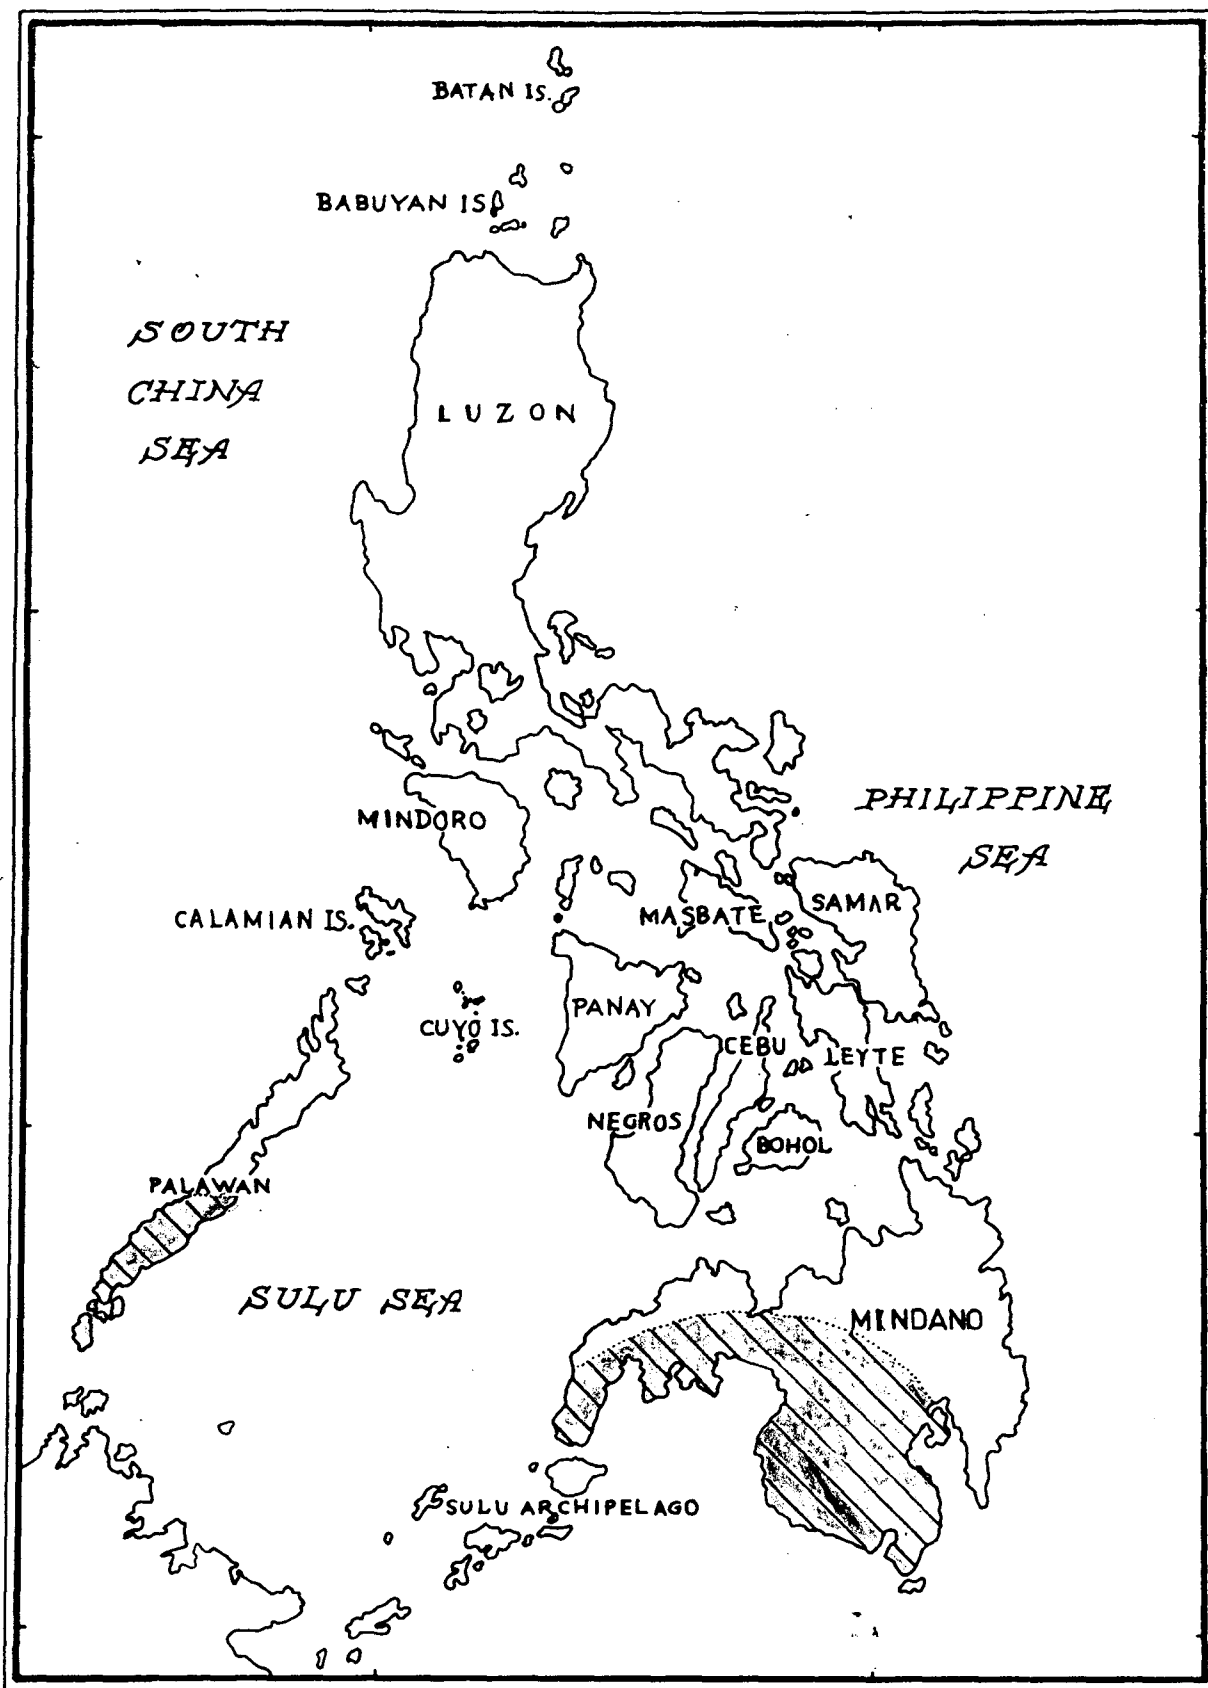 BATAN IS.
BABUYAN IS
SOUTH
CHINA
SEA
LUZON
PHILIPPINE
SEA
MINDORO
CALAMIAN IS.
MASBATE
SAMAR
PANAY
CUYO IS.
CEBU
LEYTE
NEGROS
BOHOL
PALAWAN
SULU SEA
MINDANO
SULU ARCHIPELAGO